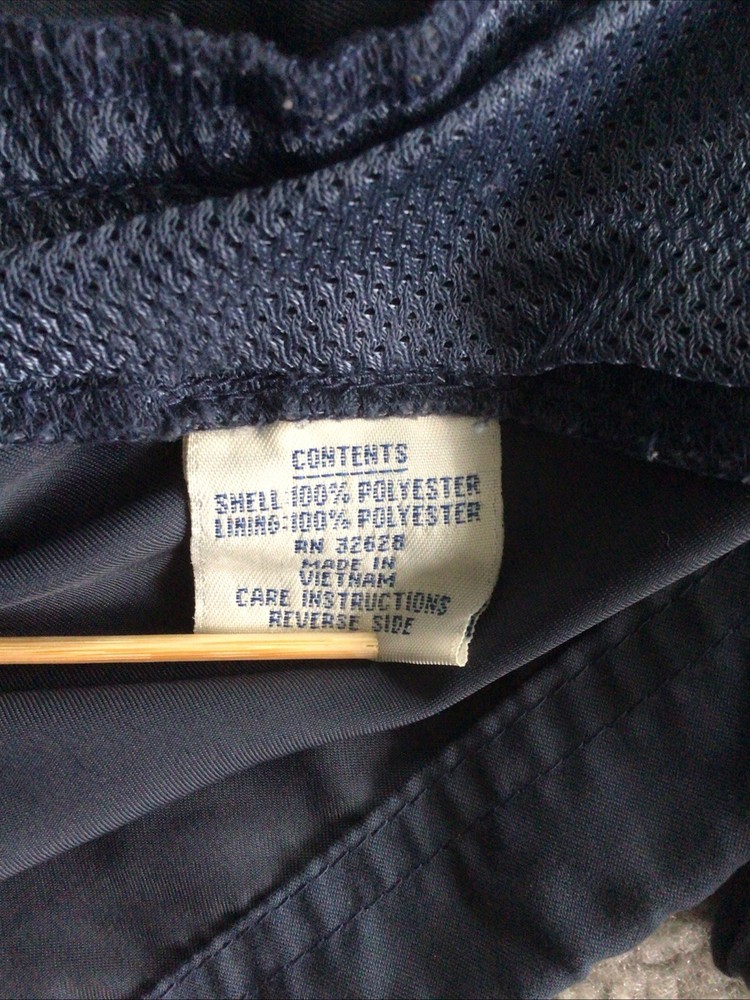 CONTENTS
SHELL:100% POLYESTER
LINING:100% POLYESTER
RN 32628
MADE IN
VIETNAM
CARE INSTRUCTIONS
REVERSE SIDE